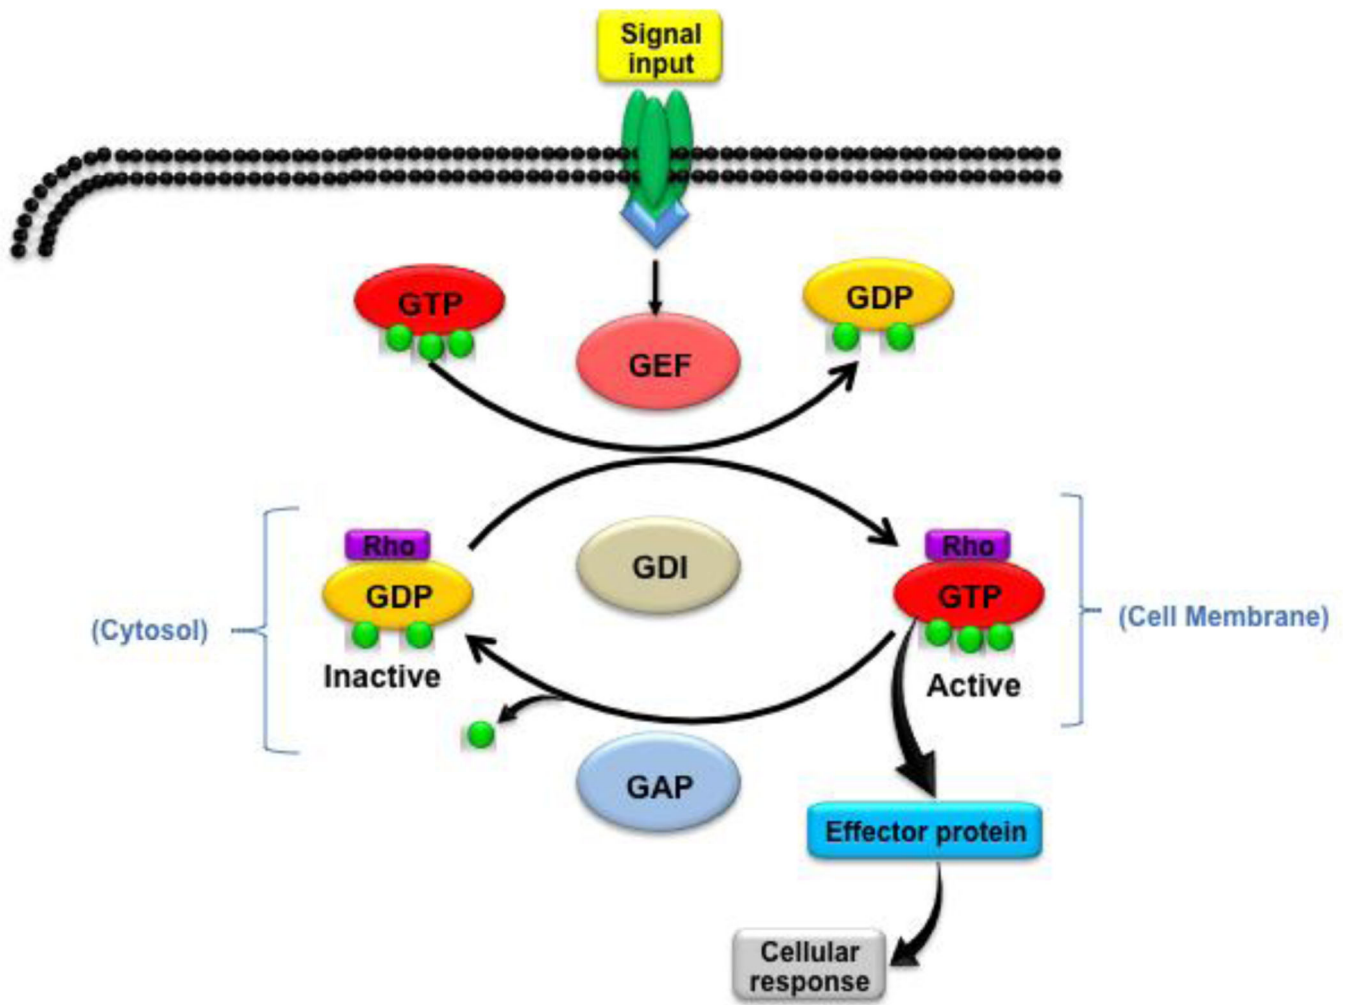 Signal
input
GTP
GDP
GEF
Rho
GDP
Inactive
(Cytosol)
GDI
Rho
GTP
Active
(Cell Membrane)
GAP
Effector protein
Cellular
response